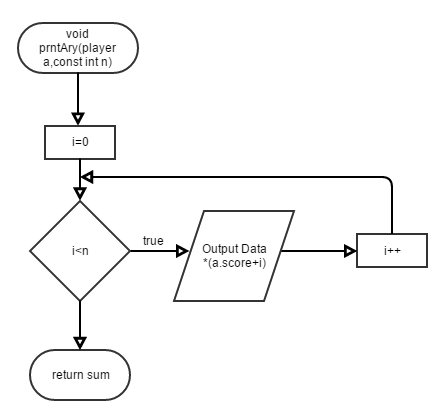 void
prntAry(player
a,const int n)
i=0
i<n
true
Output Data
*(a.score+i)
i++
return sum